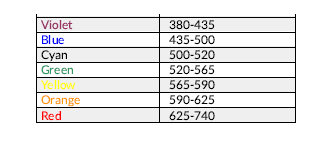 Violet 380-435
Blue 435-500
Cyan 500-520
Green 520-565
Yellow 565-590
Orange 590-625
Red 625-740